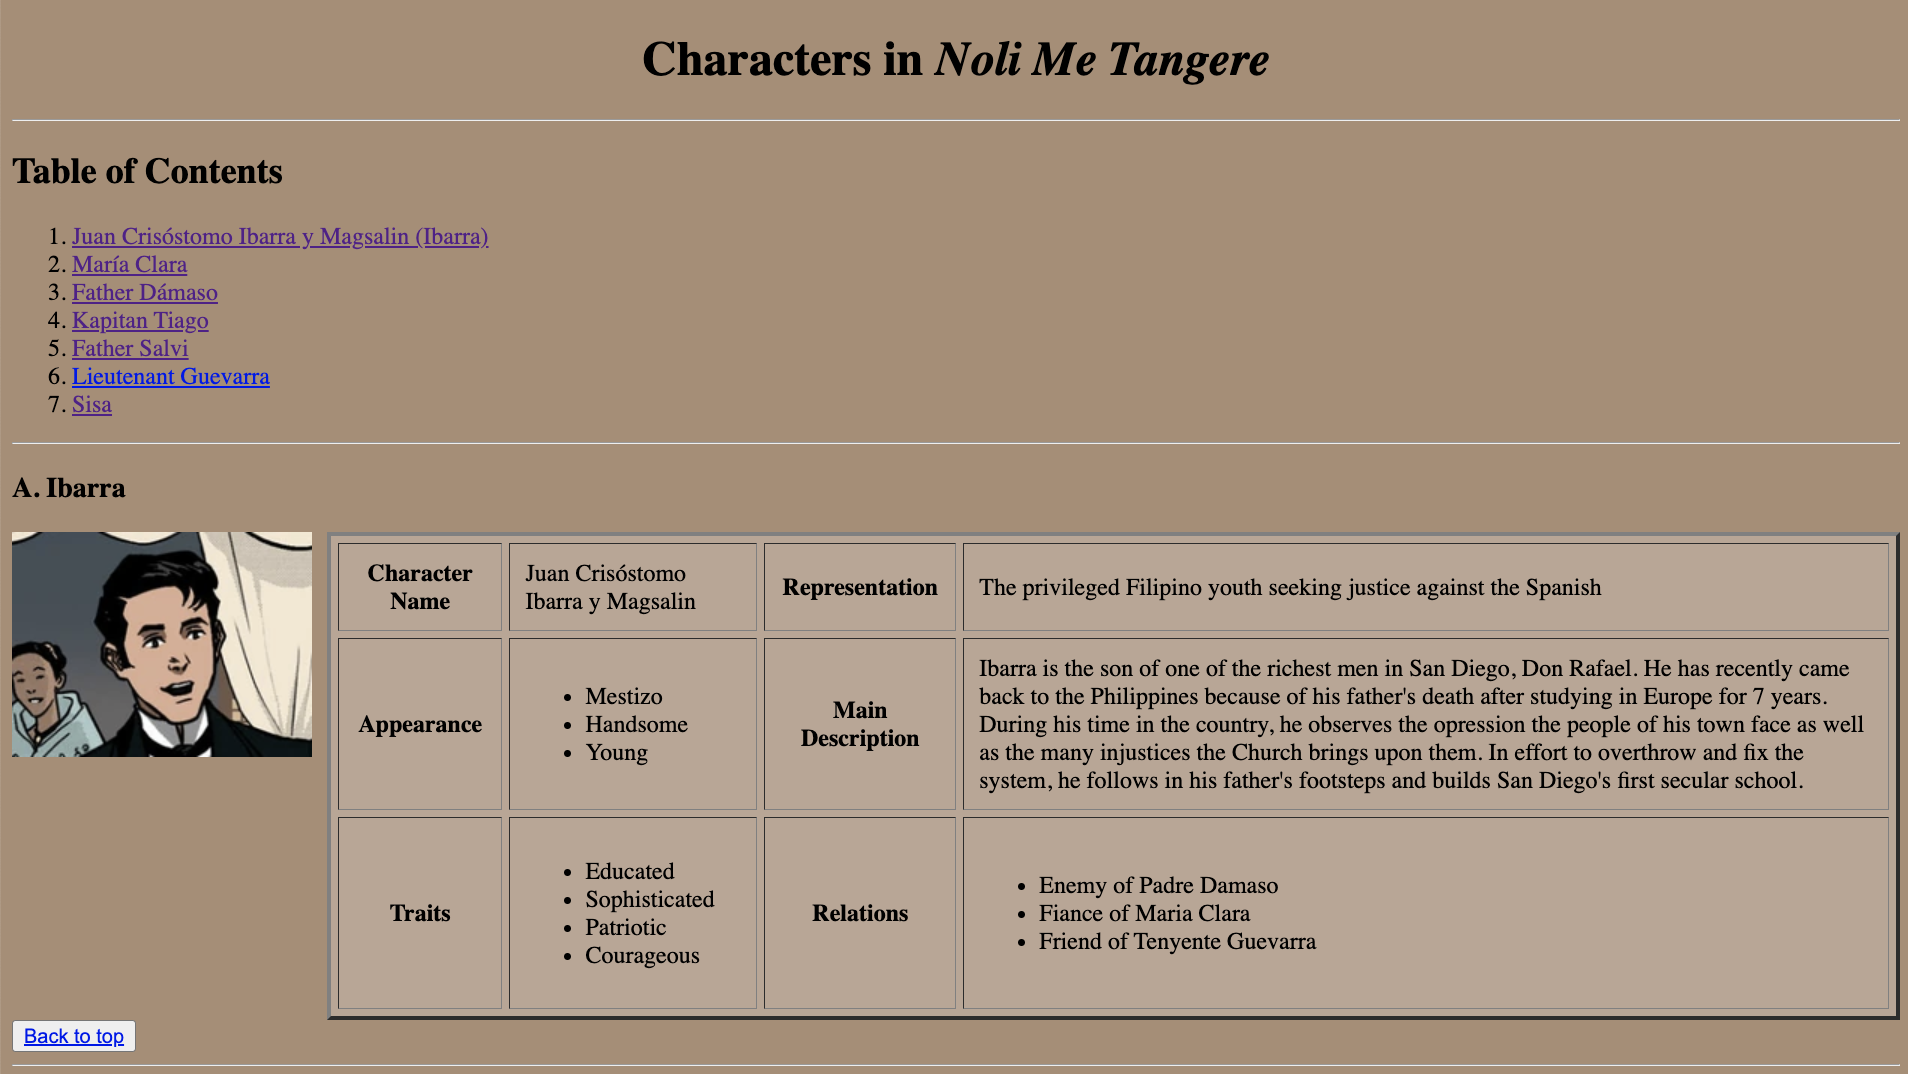 Characters in Noli Me Tangere
Table of Contents
1. Juan Crisóstomo Ibarra y Magsalin (Ibarra)
2. María Clara
3. Father Dámaso
4. Kapitan Tiago
5. Father Salvi
6. Lieutenant Guevarra
7. Sisa
A. Ibarra
Character
Name
Juan Crisóstomo
Ibarra y Magsalin
Representation
The privileged Filipino youth seeking justice against the Spanish
Appearance
• Mestizo
• Handsome
• Young
Main
Description
Ibarra is the son of one of the richest men in San Diego, Don Rafael. He has recently came
back to the Philippines because of his father's death after studying in Europe for 7 years.
During his time in the country, he observes the opression the people of his town face as well
as the many injustices the Church brings upon them. In effort to overthrow and fix the
system, he follows in his father's footsteps and builds San Diego's first secular school.
Traits
• Educated
• Sophisticated
• Patriotic
• Courageous
Relations
• Enemy of Padre Damaso
• Fiance of Maria Clara
• Friend of Tenyente Guevarra
Back to top